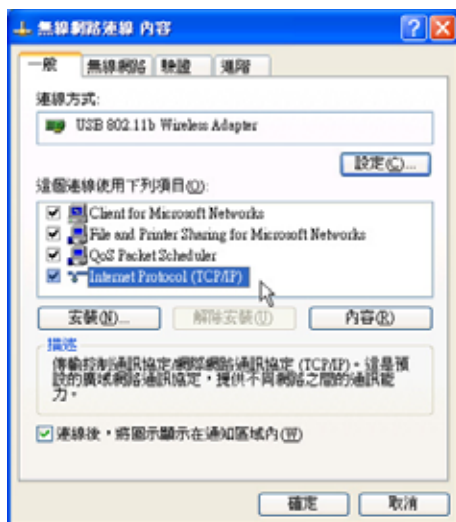 無線網路連線 內容
一般 無線網路 驗證 進階
連線方式:
USB 802.11b Wireless Adapter
設定(C)...
這個連線使用下列項目(O):
Client for Microsoft Networks
File and Printer Sharing for Microsoft Networks
QoS Packet Scheduler
Internet Protocol (TCP/IP)
安裝(N)... 解除安裝(U) 內容(R)
描述
傳輸控制通訊協定/網際網路通訊協定 (TCP/IP)。這是預
設的廣域網路通訊協定，提供不同網路之間的通訊能
力。
連線後，將圖示顯示在通知區域內(W)
確定 取消